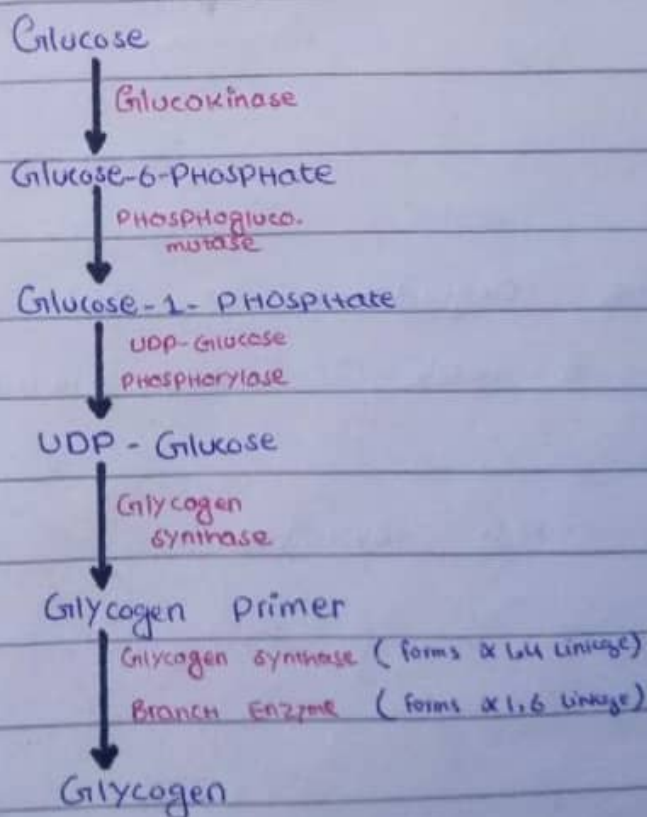 Glucose
Glucokinase
Glucose-6-PHOSPHate
PHOSPHogluco.
mutase
Glucose-1-PHOSPHate
UDP-Glucose
PHOSPHorylase
UDP - Glucose
Glycogen
synthase
Glycogen Primer
Glycogen synthase (forms α 1,4 Linkage)
Branch Enzyme (forms α 1,6 Linkage)
Glycogen